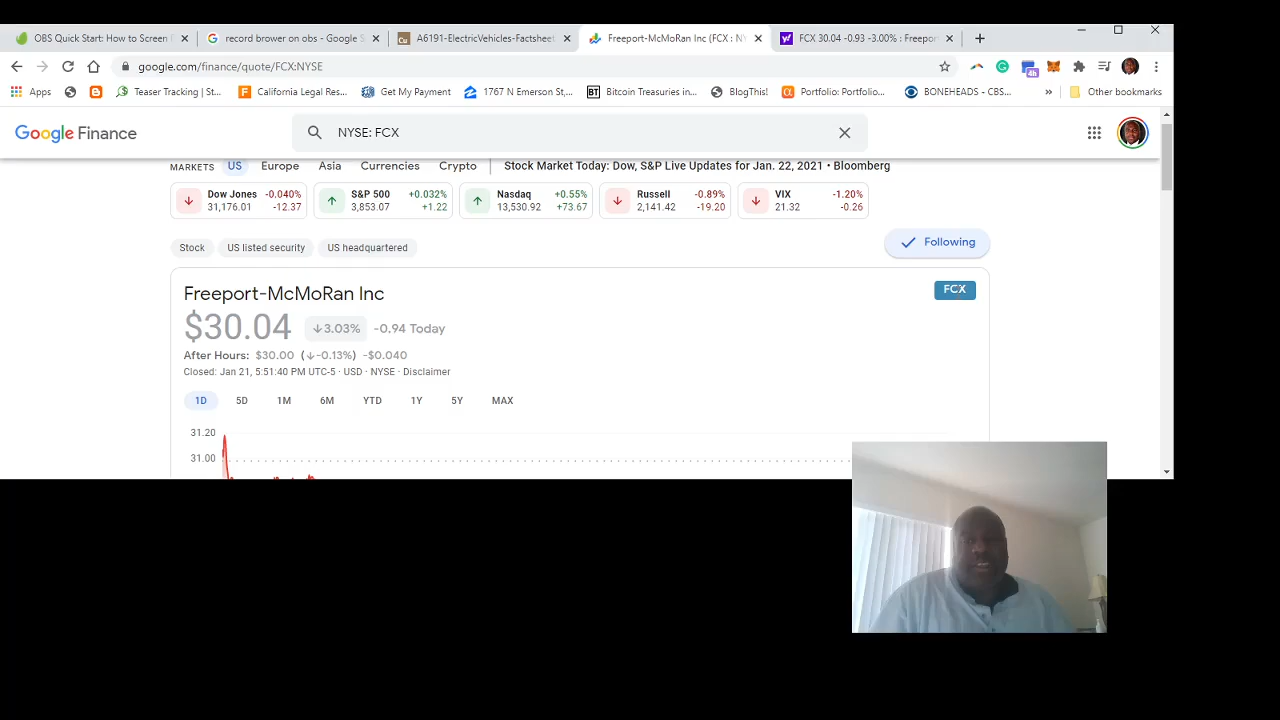 OBS Quick Start: How to Screen
record brower on obs - Google S
A6191-ElectricVehicles-Factsheet
Freeport-McMoRan Inc (FCX : N
FCX 30.04 -0.93 -3.00% : Freepor
google.com/finance/quote/FCX:NYSE
4h
Apps
Teaser Tracking | St...
California Legal Res...
Get My Payment
1767 N Emerson St,...
BT
Bitcoin Treasuries in...
BlogThis!
Portfolio: Portfolio...
BONEHEADS - CBS...
»
Other bookmarks
Google Finance
NYSE: FCX
MARKETS US Europe Asia Currencies Crypto
Stock Market Today: Dow, S&P Live Updates for Jan. 22, 2021 • Bloomberg
Dow Jones -0.040%
31,176.01 -12.37
S&P 500 +0.032%
3,853.07 +1.22
Nasdaq +0.55%
13,530.92 +73.67
Russell -0.89%
2,141.42 -19.20
VIX -1.20%
21.32 -0.26
Stock
US listed security
US headquartered
Following
Freeport-McMoRan Inc
FCX
$30.04 ↓3.03% -0.94 Today
After Hours: $30.00 (↓-0.13%) -$0.040
Closed: Jan 21, 5:51:40 PM UTC-5 · USD · NYSE · Disclaimer
1D 5D 1M 6M YTD 1Y 5Y MAX
31.20
31.00